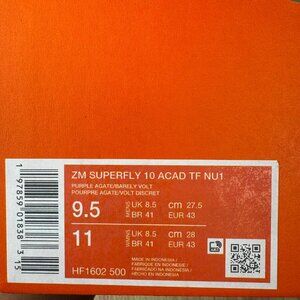 ZM SUPERFLY 10 ACAD TF NU1
PURPLE AGATE/BARELY VOLT
POURPRE AGATE/VOLT DISCRET
9.5 UK 8.5 cm 27.5
BR 41 EUR 43
11 UK 8.5 cm 28
BR 41 EUR 43
HF1602 500
MADE IN INDONESIA /
FABRIQUÉ EN INDONÉSIE /
FABRICADO NA INDONÉSIA /
HECHO EN INDONESIA
1 97859 01838 3 15